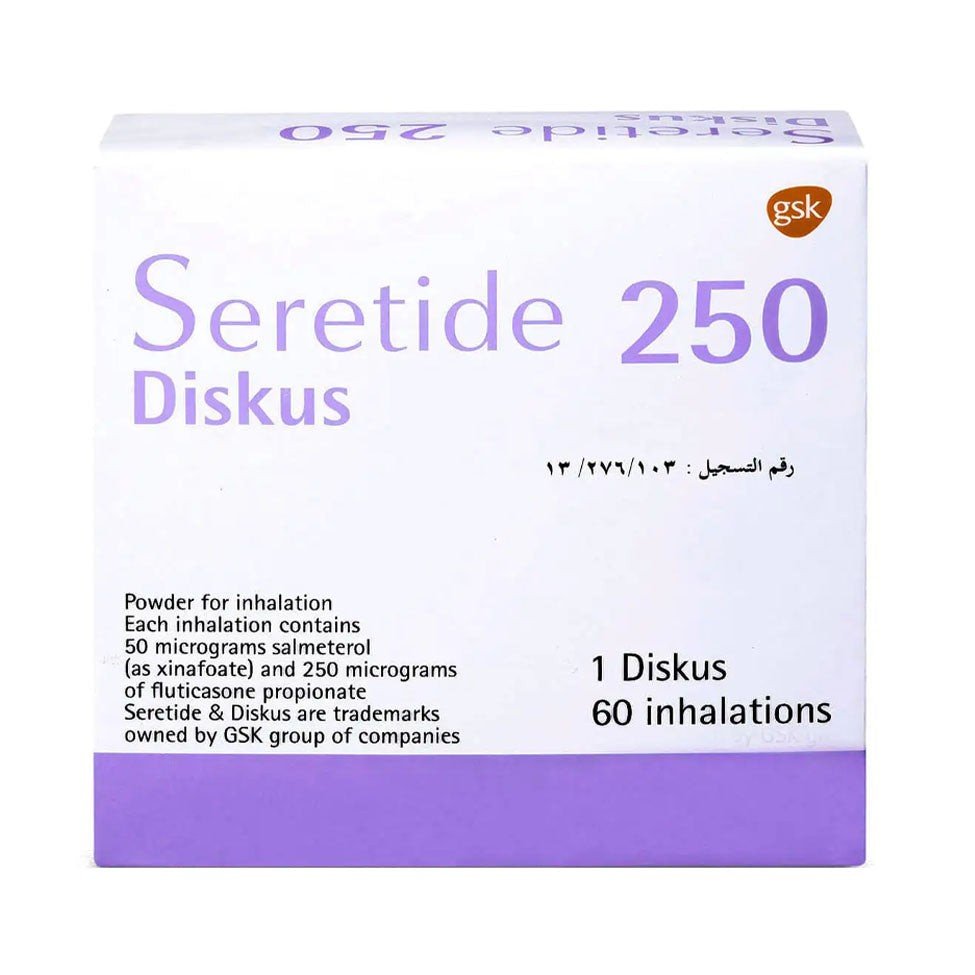 Seretide 250
Diskus
gsk
Seretide 250
Diskus
رقم التسجيل : ١٠٣/ ٢٧٦/ ١٣
Powder for inhalation
Each inhalation contains
50 micrograms salmeterol
(as xinafoate) and 250 micrograms
of fluticasone propionate
Seretide & Diskus are trademarks
owned by GSK group of companies
1 Diskus
60 inhalations